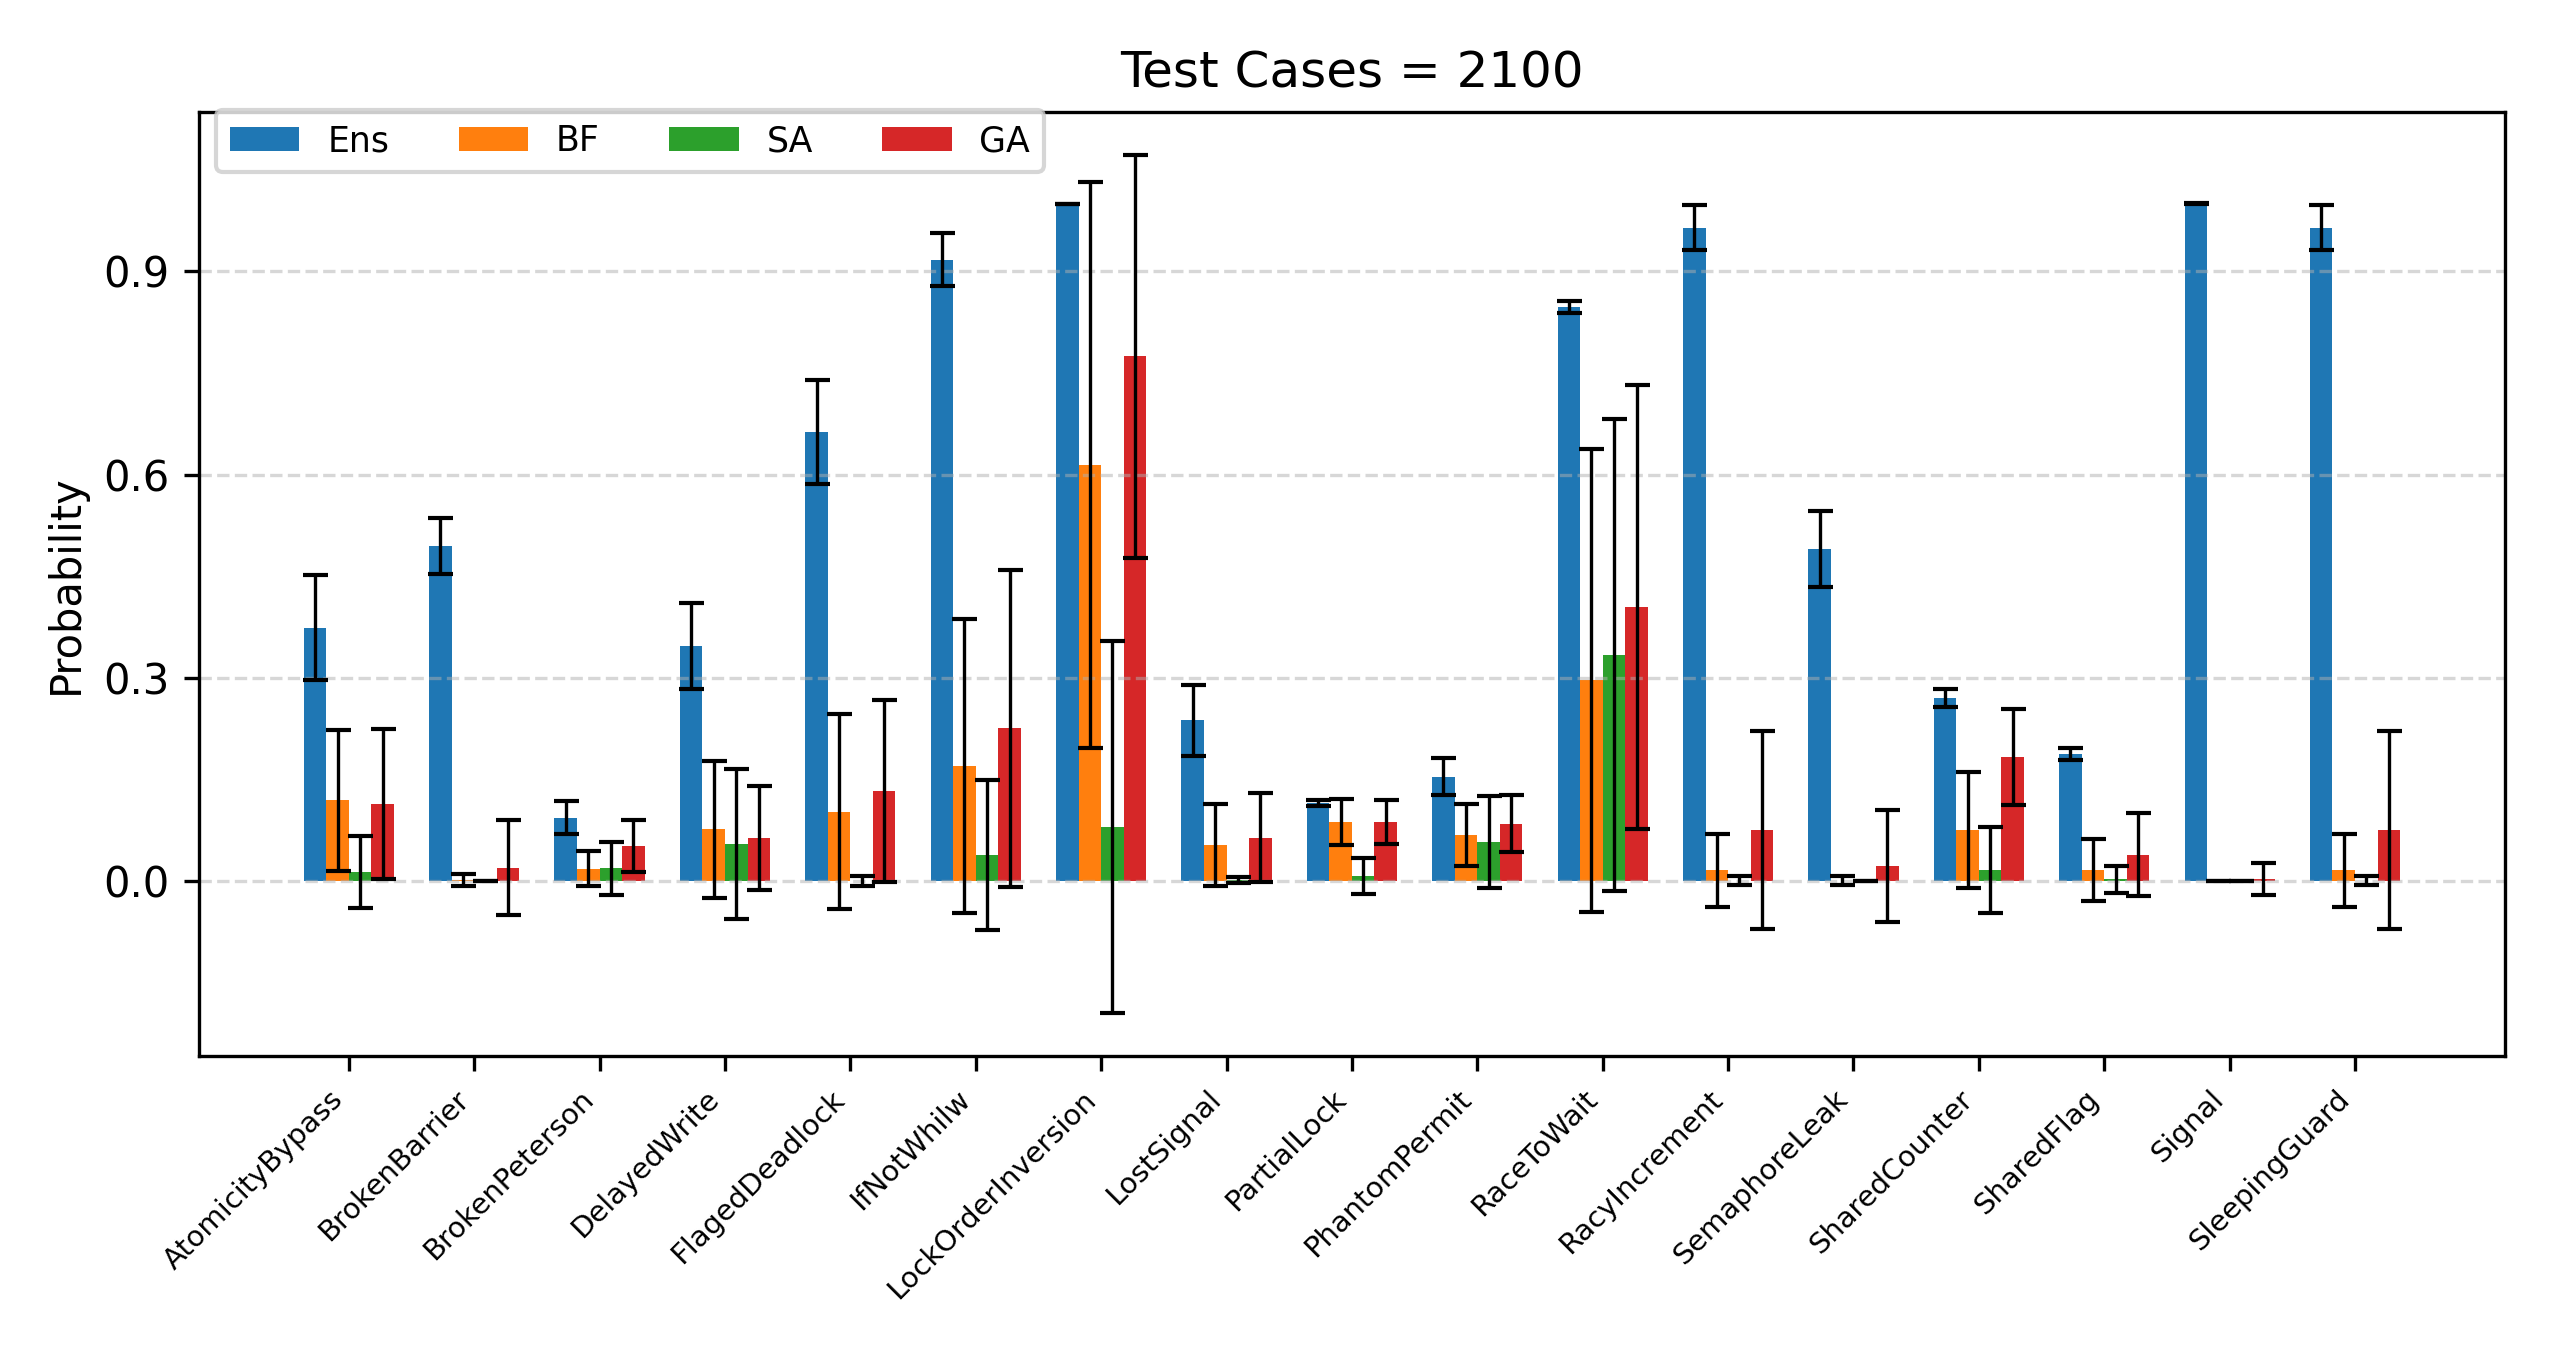 Test Cases = 2100
Ens BF SA GA
Probability
0.9
0.6
0.3
0.0
AtomicityBypass
BrokenBarrier
BrokenPeterson
DelayedWrite
FlagedDeadlock
IfNotWhilw
LockOrderInversion
LostSignal
PartialLock
PhantomPermit
RaceToWait
RacyIncrement
SemaphoreLeak
SharedCounter
SharedFlag
Signal
SleepingGuard